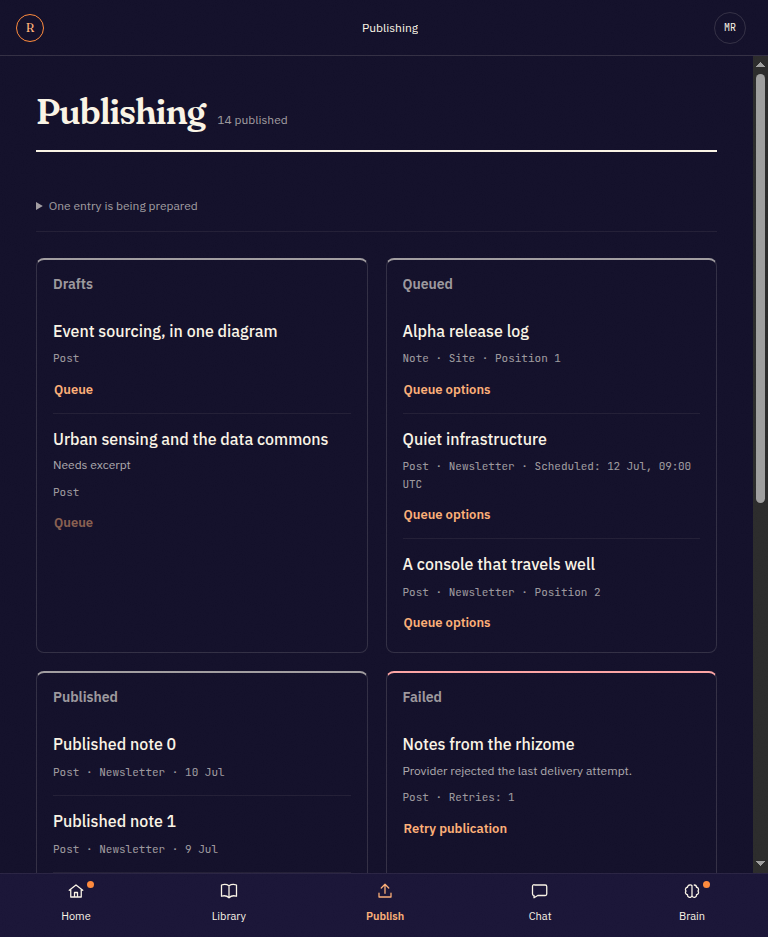 R
Publishing
MR
Publishing 14 published
One entry is being prepared
Drafts
Event sourcing, in one diagram
Post
Queue
Urban sensing and the data commons
Needs excerpt
Post
Queue
Queued
Alpha release log
Note · Site · Position 1
Queue options
Quiet infrastructure
Post · Newsletter · Scheduled: 12 Jul, 09:00
UTC
Queue options
A console that travels well
Post · Newsletter · Position 2
Queue options
Published
Published note 0
Post · Newsletter · 10 Jul
Published note 1
Post · Newsletter · 9 Jul
Failed
Notes from the rhizome
Provider rejected the last delivery attempt.
Post · Retries: 1
Retry publication
Home
Library
Publish
Chat
Brain